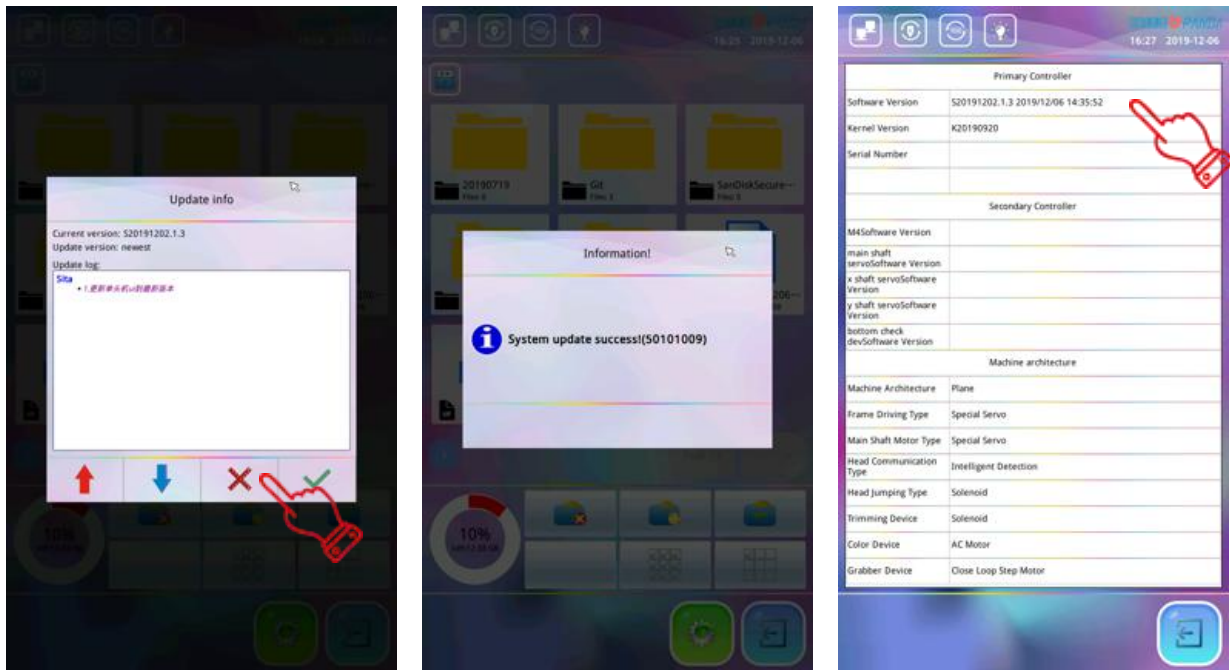 Update info
Current version: S20191202.1.3
Update version: newest
Update log:
Sita
• 1.更新单头机ui到最新版本
10%
16:25 2019-12-06
20190719
Files 0
Git
SanDiskSecure...
Information!
System update success!(50101009)
10%
16:27 2019-12-06
Primary Controller
Software Version S20191202.1.3 2019/12/06 14:35:52
Kernel Version K20190920
Serial Number
Secondary Controller
M4Software Version
main shaft
servoSoftware Version
x shaft servoSoftware
Version
y shaft servoSoftware
Version
bottom check
devSoftware Version
Machine architecture
Machine Architecture Plane
Frame Driving Type Special Servo
Main Shaft Motor Type Special Servo
Head Communication
Type Intelligent Detection
Head Jumping Type Solenoid
Trimming Device Solenoid
Color Device AC Motor
Grabber Device Close Loop Step Motor